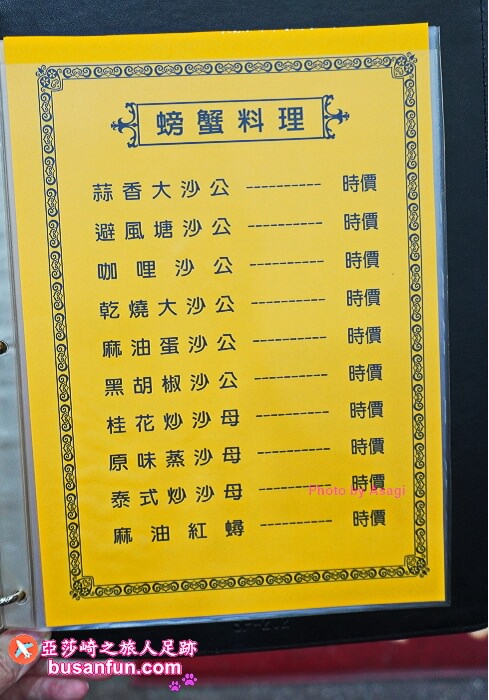 螃蟹料理
蒜香大沙公 ---------- 時價
避風塘沙公 ---------- 時價
咖哩沙公 ---------- 時價
乾燒大沙公 ---------- 時價
麻油蛋沙公 ---------- 時價
黑胡椒沙公 ---------- 時價
桂花炒沙母 ---------- 時價
原味蒸沙母 ---------- 時價
泰式炒沙母 ---------- 時價
Photo by Asagi
麻油紅蟳 ---------- 時價
亞莎崎之旅人足跡
busanfun.com